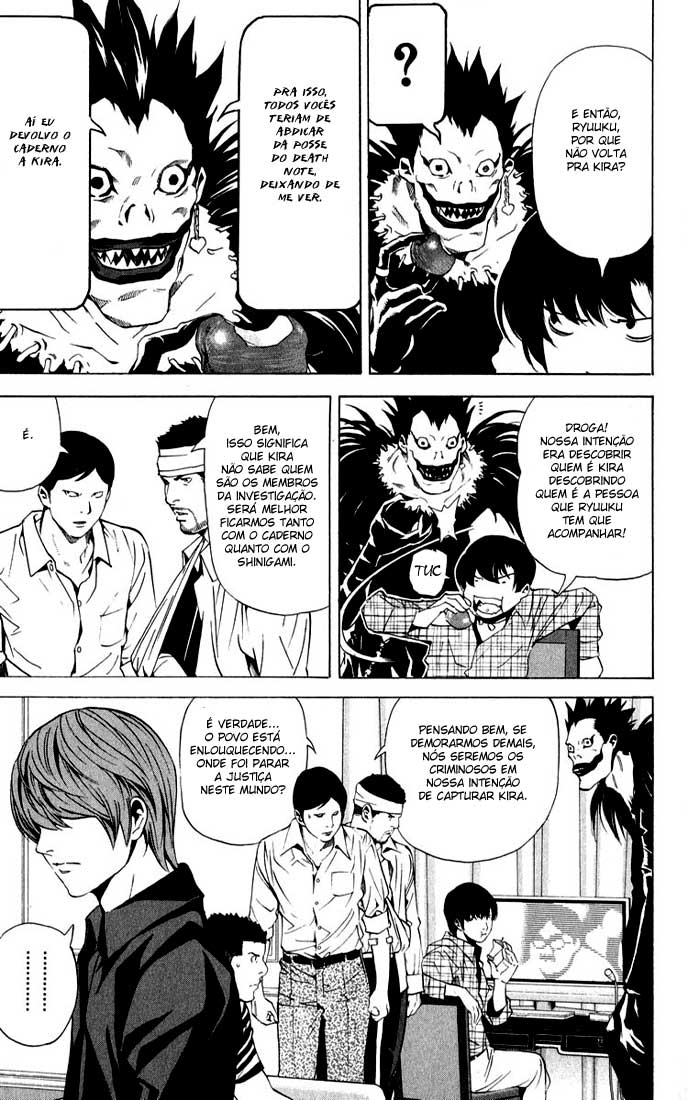 E ENTÃO,
RYUUKU,
POR QUE
NÃO VOLTA
PRA KIRA?
?
PRA ISSO,
TODOS VOCÊS
TERIAM DE
ABDICAR
DA POSSE
DO DEATH
NOTE,
DEIXANDO DE
ME VER.
AÍ EU
DEVOLVO O
CADERNO
A KIRA.
DROGA!
NOSSA INTENÇÃO
ERA DESCOBRIR
QUEM É KIRA
DESCOBRINDO
QUEM É A PESSOA
QUE RYUUKU
TEM QUE
ACOMPANHAR!
TUC
BEM,
ISSO SIGNIFICA
QUE KIRA
NÃO SABE QUEM
SÃO OS MEMBROS
DA INVESTIGAÇÃO.
SERÁ MELHOR
FICARMOS TANTO
COM O CADERNO
QUANTO COM O
SHINIGAMI.
É.
PENSANDO BEM, SE
DEMORARMOS DEMAIS,
NÓS SEREMOS OS
CRIMINOSOS EM
NOSSA INTENÇÃO
DE CAPTURAR KIRA.
É VERDADE...
O POVO ESTÁ
ENLOUQUECENDO...
ONDE FOI PARAR
A JUSTIÇA
NESTE MUNDO?
.........